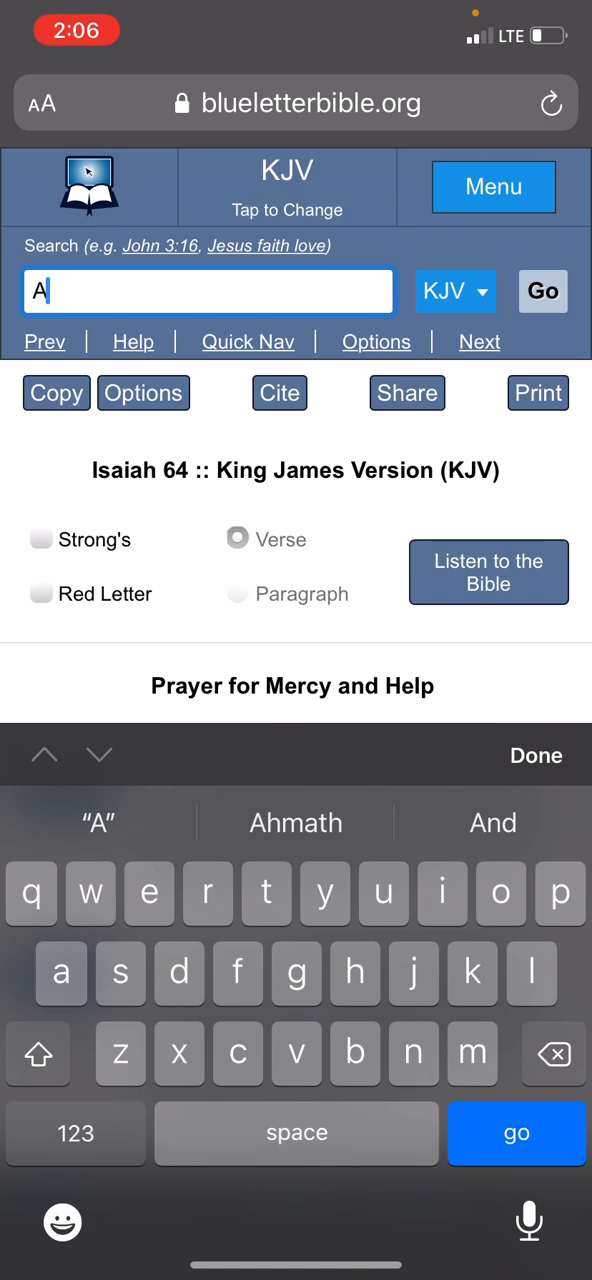 2:06 LTE
AA blueletterbible.org
KJV
Tap to Change
Menu
Search (e.g. John 3:16, Jesus faith love)
A KJV Go
Prev | Help | Quick Nav | Options | Next
Copy Options Cite Share Print
Isaiah 64 :: King James Version (KJV)
Strong's Verse
Red Letter Paragraph
Listen to the
Bible
Prayer for Mercy and Help
Done
“A” Ahmath And
q w e r t y u i o p
a s d f g h j k l
z x c v b n m
123 space go